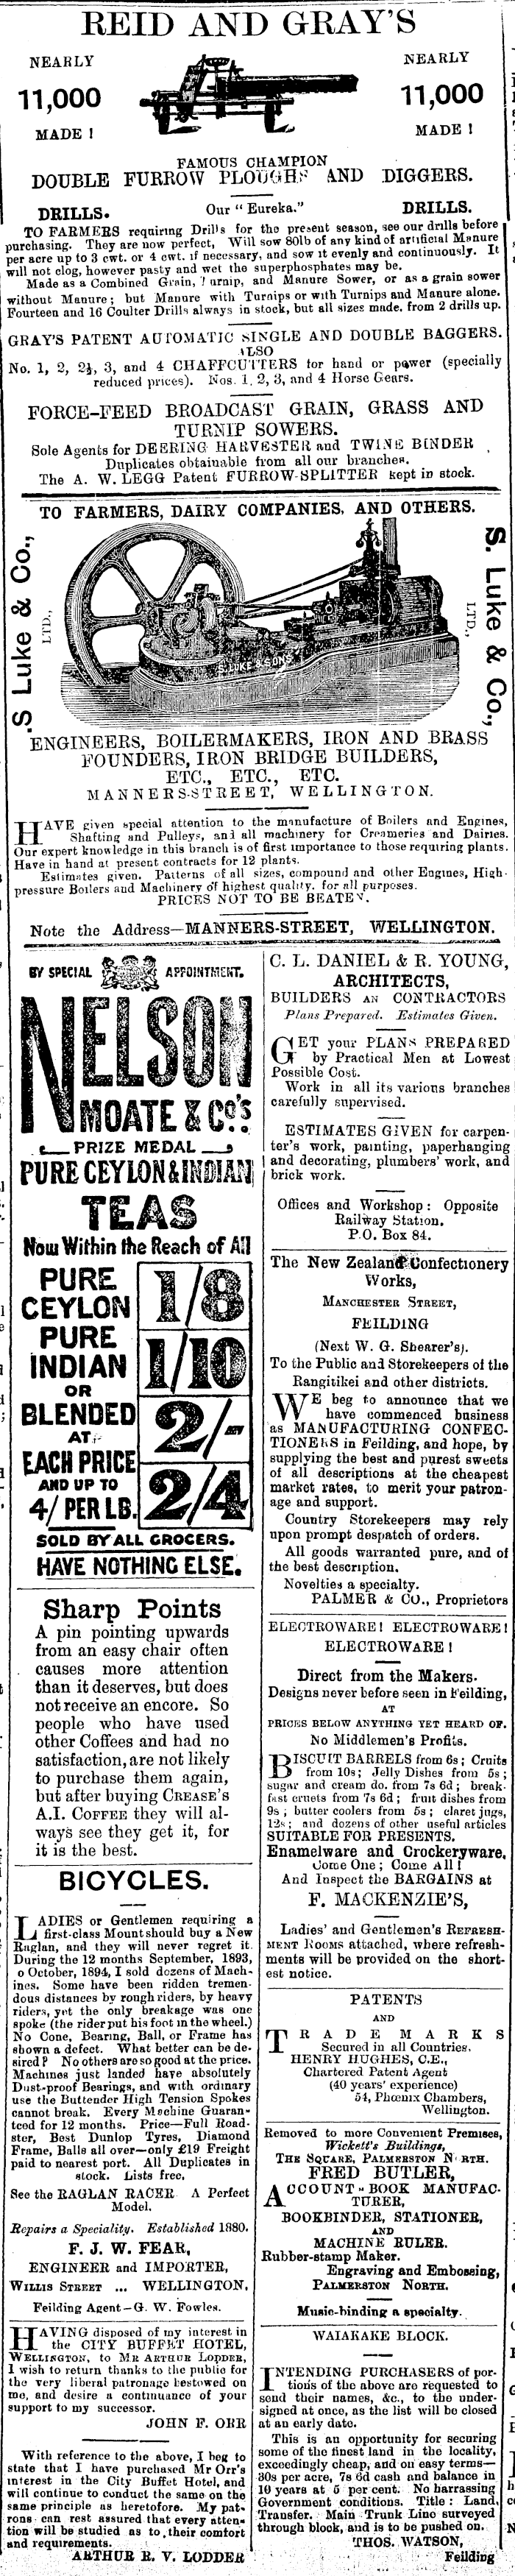 REID AND GRAY'S
NEARLY
11,000
MADE !
NEARLY
11,000
MADE !
FAMOUS CHAMPION
DOUBLE FURROW PLOUGHS AND DIGGERS.
DRILLS. Our "Eureka." DRILLS.
TO FARMERS requiring Drills for the present season, see our drills before
purchasing. They are now perfect, Will sow 80lb of any kind of artificial Manure
per acre up to 3 cwt. or 4 cwt. if necessary, and sow it evenly and continuously. It
will not clog, however pasty and wet the superphosphates may be.
Made as a Combined Grain, Turnip, and Manure Sower, or as a grain sower
without Manure; but Manure with Turnips or with Turnips and Manure alone.
Fourteen and 16 Coulter Drills always in stock, but all sizes made. from 2 drills up.
GRAY'S PATENT AUTOMATIC SINGLE AND DOUBLE BAGGERS.
ALSO
No. 1, 2, 2½, 3, and 4 CHAFFCUTTERS for hand or power (specially
reduced prices). Nos. 1, 2, 3, and 4 Horse Gears.
FORCE-FEED BROADCAST GRAIN, GRASS AND
TURNIP SOWERS.
Sole Agents for DEERING HARVESTER and TWINE BINDER
Duplicates obtainable from all our branches.
The A. W. LEGG Patent FURROW-SPLITTER kept in stock.
TO FARMERS, DAIRY COMPANIES, AND OTHERS.
.S Luke & Co.,
LTD.,
S. LUKE & SONS
LTD.,
S. Luke & Co.,
ENGINEERS, BOILERMAKERS, IRON AND BRASS
FOUNDERS, IRON BRIDGE BUILDERS,
ETC., ETC., ETC.
MANNERS-STREET, WELLINGTON.
HAVE given special attention to the manufacture of Boilers and Engines,
Shafting and Pulleys, and all machinery for Creameries and Dairies.
Our expert knowledge in this branch is of first importance to those requiring plants.
Have in hand at present contracts for 12 plants.
Estimates given. Patterns of all sizes, compound and other Engines, High-
pressure Boilers and Machinery of highest quality. for all purposes.
PRICES NOT TO BE BEATEN.
Note the Address—MANNERS-STREET, WELLINGTON.
BY SPECIAL APPOINTMENT.
NELSON
MOATE & Co.'s
PRIZE MEDAL
PURE CEYLON & INDIAN
TEAS
Now Within the Reach of All
PURE
CEYLON
PURE
INDIAN
OR
BLENDED
AT
EACH PRICE
AND UP TO
4/ PER LB.
1/8
1/10
2/-
2/4
SOLD BY ALL GROCERS.
HAVE NOTHING ELSE.
Sharp Points
A pin pointing upwards
from an easy chair often
causes more attention
than it deserves, but does
not receive an encore. So
people who have used
other Coffees and had no
satisfaction, are not likely
to purchase them again,
but after buying CREASE'S
A.I. COFFEE they will al-
ways see they get it, for
it is the best.
BICYCLES.
LADIES or Gentlemen requiring a
first-class Mount should buy a New
Raglan, and they will never regret it.
During the 12 months September, 1893,
o October, 1894, I sold dozens of Mach-
ines. Some have been ridden tremen-
dous distances by rough riders, by heavy
riders, yet the only breakage was one
spoke (the rider put his foot in the wheel.)
No Cone, Bearing, Ball, or Frame has
shown a defect. What better can be de-
sired? No others are so good at the price.
Machines just landed have absolutely
Dust-proof Bearings, and with ordinary
use the Buttender High Tension Spokes
cannot break. Every Machine Guaran-
teed for 12 months. Price—Full Road-
ster, Best Dunlop Tyres, Diamond
Frame, Balls all over—only £19 Freight
paid to nearest port. All Duplicates in
stock. Lists free.
See the RAGLAN RACER A Perfect
Model.
Repairs a Speciality. Established 1880.
F. J. W. FEAR,
ENGINEER and IMPORTER,
WILLIS STREET ... WELLINGTON.
Feilding Agent—G. W. Fowles.
HAVING disposed of my interest in
the CITY BUFFET HOTEL,
WELLINGTON, to MR ARTHUR LODDER,
I wish to return thanks to the public for
the very liberal patronage bestowed on
me, and desire a continuance of your
support to my successor.
JOHN F. ORR
With reference to the above, I beg to
state that I have purchased Mr Orr's
interest in the City Buffet Hotel, and
will continue to conduct the same on the
same principle as heretofore. My pat-
rons can rest assured that every atten-
tion will be studied as to their comfort
and requirements.
ARTHUR R. V. LODDER
C. L. DANIEL & R. YOUNG,
ARCHITECTS,
BUILDERS AN CONTRACTORS
Plans Prepared. Estimates Given.
GET your PLANS PREPARED
by Practical Men at Lowest
Possible Cost.
Work in all its various branches
carefully supervised.
ESTIMATES GIVEN for carpen-
ter's work, painting, paperhanging
and decorating, plumbers' work, and
brick work.
Offices and Workshop: Opposite
Railway Station.
P.O. Box 84.
The New Zealand Confectionery
Works,
MANCHESTER STREET,
FEILDING
(Next W. G. Shearer's).
To the Public and Storekeepers of the
Rangitikei and other districts.
WE beg to announce that we
have commenced business
as MANUFACTURING CONFEC-
TIONERS in Feilding, and hope, by
supplying the best and purest sweets
of all descriptions at the cheapest
market rates, to merit your patron-
age and support.
Country Storekeepers may rely
upon prompt despatch of orders.
All goods warranted pure, and of
the best description.
Novelties a specialty.
PALMER & CO., Proprietors
ELECTROWARE! ELECTROWARE!
ELECTROWARE!
Direct from the Makers.
Designs never before seen in Feilding,
AT
PRICES BELOW ANYTHING YET HEARD OF.
No Middlemen's Profits.
BISCUIT BARRELS from 6s; Cruits
from 10s; Jelly Dishes from 5s;
sugar and cream do. from 7s 6d; break-
fast cruets from 7s 6d; fruit dishes from
9s; butter coolers from 5s; claret jugs,
12s; and dozens of other useful articles
SUITABLE FOR PRESENTS.
Enamelware and Crockeryware.
Come One; Come All!
And Inspect the BARGAINS at
F. MACKENZIE'S,
Ladies' and Gentlemen's REFRESH-
MENT ROOMS attached, where refresh-
ments will be provided on the short-
est notice.
PATENTS
AND
TRADE MARKS
Secured in all Countries.
HENRY HUGHES, C.E.,
Chartered Patent Agent
(40 years' experience)
54, Phœnix Chambers,
Wellington.
Removed to more Convenient Premises,
Wickett's Buildings,
THE SQUARE, PALMERSTON NORTH.
FRED BUTLER,
ACCOUNT-BOOK MANUFAC-
TURER,
BOOKBINDER, STATIONER,
AND
MACHINE RULER.
Rubber-stamp Maker.
Engraving and Embossing,
PALMERSTON NORTH.
Music-binding a specialty.
WAIARAKE BLOCK.
INTENDING PURCHASERS of por-
tions of the above are requested to
send their names, &c., to the under-
signed at once, as the list will be closed
at an early date.
This is an opportunity for securing
some of the finest land in the locality,
exceedingly cheap, and on easy terms—
30s per acre, 7s 6d cash and balance in
10 years at 5 per cent. No harrassing
Government conditions. Title: Land
Transfer. Main Trunk Line surveyed
through block, and is to be pushed on.
THOS. WATSON,
Feilding